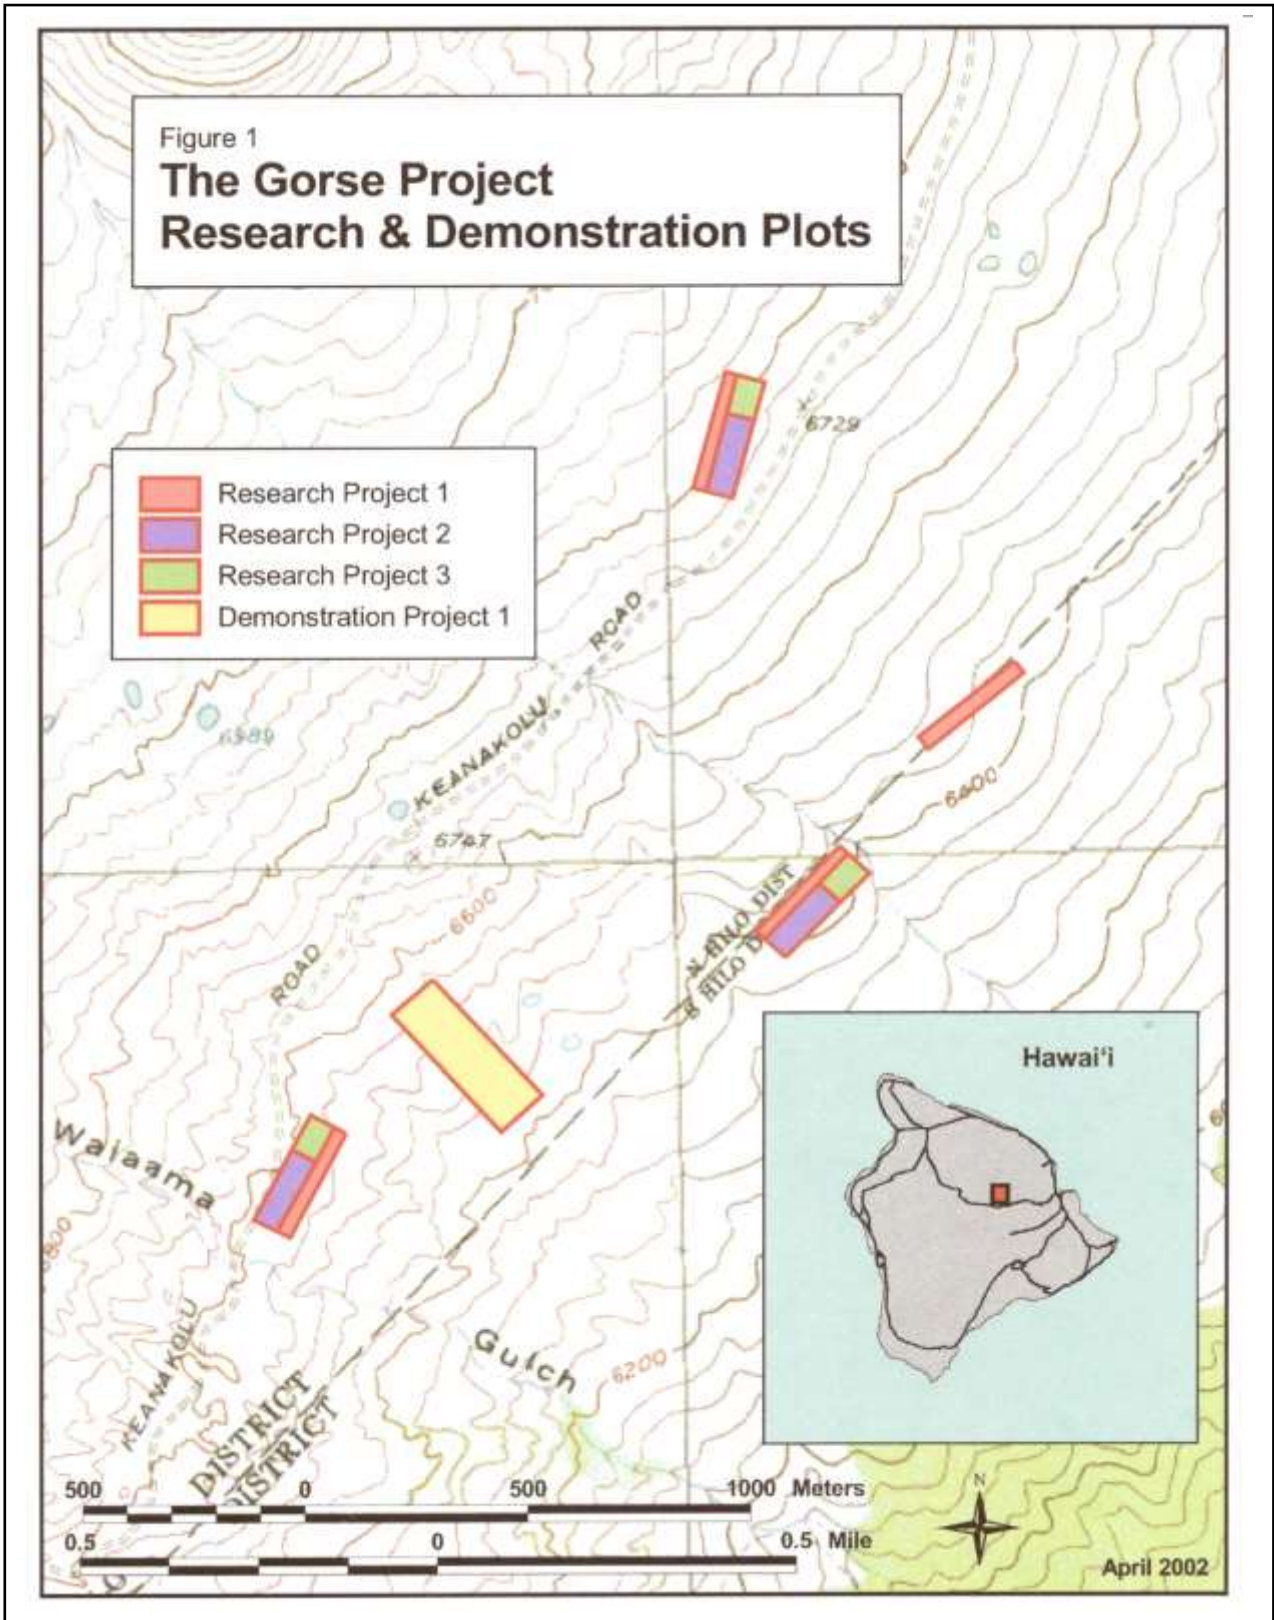 Figure 1
The Gorse Project
Research & Demonstration Plots
6729
Research Project 1
Research Project 2
Research Project 3
Demonstration Project 1
ROAD
KEANAKOLU
6989
6747
6400
6600
N HILO DIST
HILO
ROAD
Hawai‘i
Waiaama
KEANAKOLU
Gulch
6200
DISTRICT
DISTRICT
500 0 500 1000 Meters
0.5 0 0.5 Mile
N
April 2002